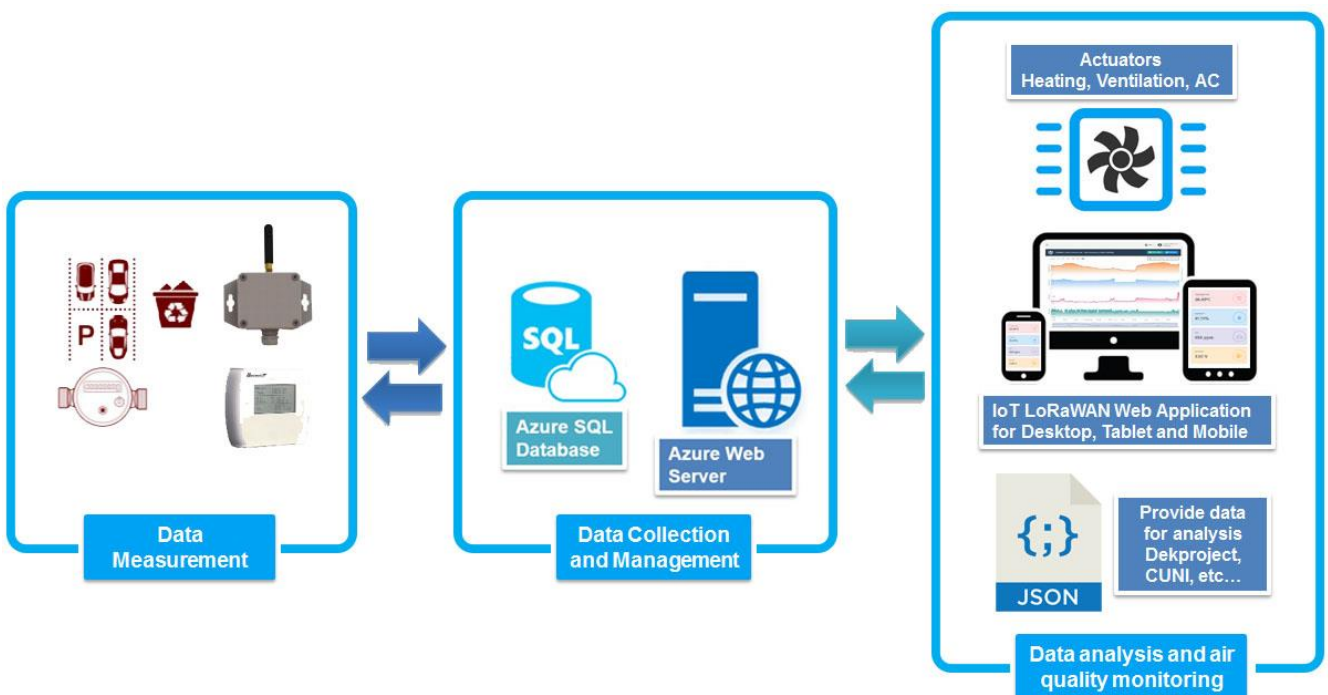 Actuators
Heating, Ventilation, AC
P
SQL
Azure SQL
Database
Azure Web
Server
IoT LoRaWAN Web Application
for Desktop, Tablet and Mobile
Provide data
for analysis
Dekproject,
CUNI, etc...
{;}
JSON
Data
Measurement
Data Collection
and Management
Data analysis and air
quality monitoring